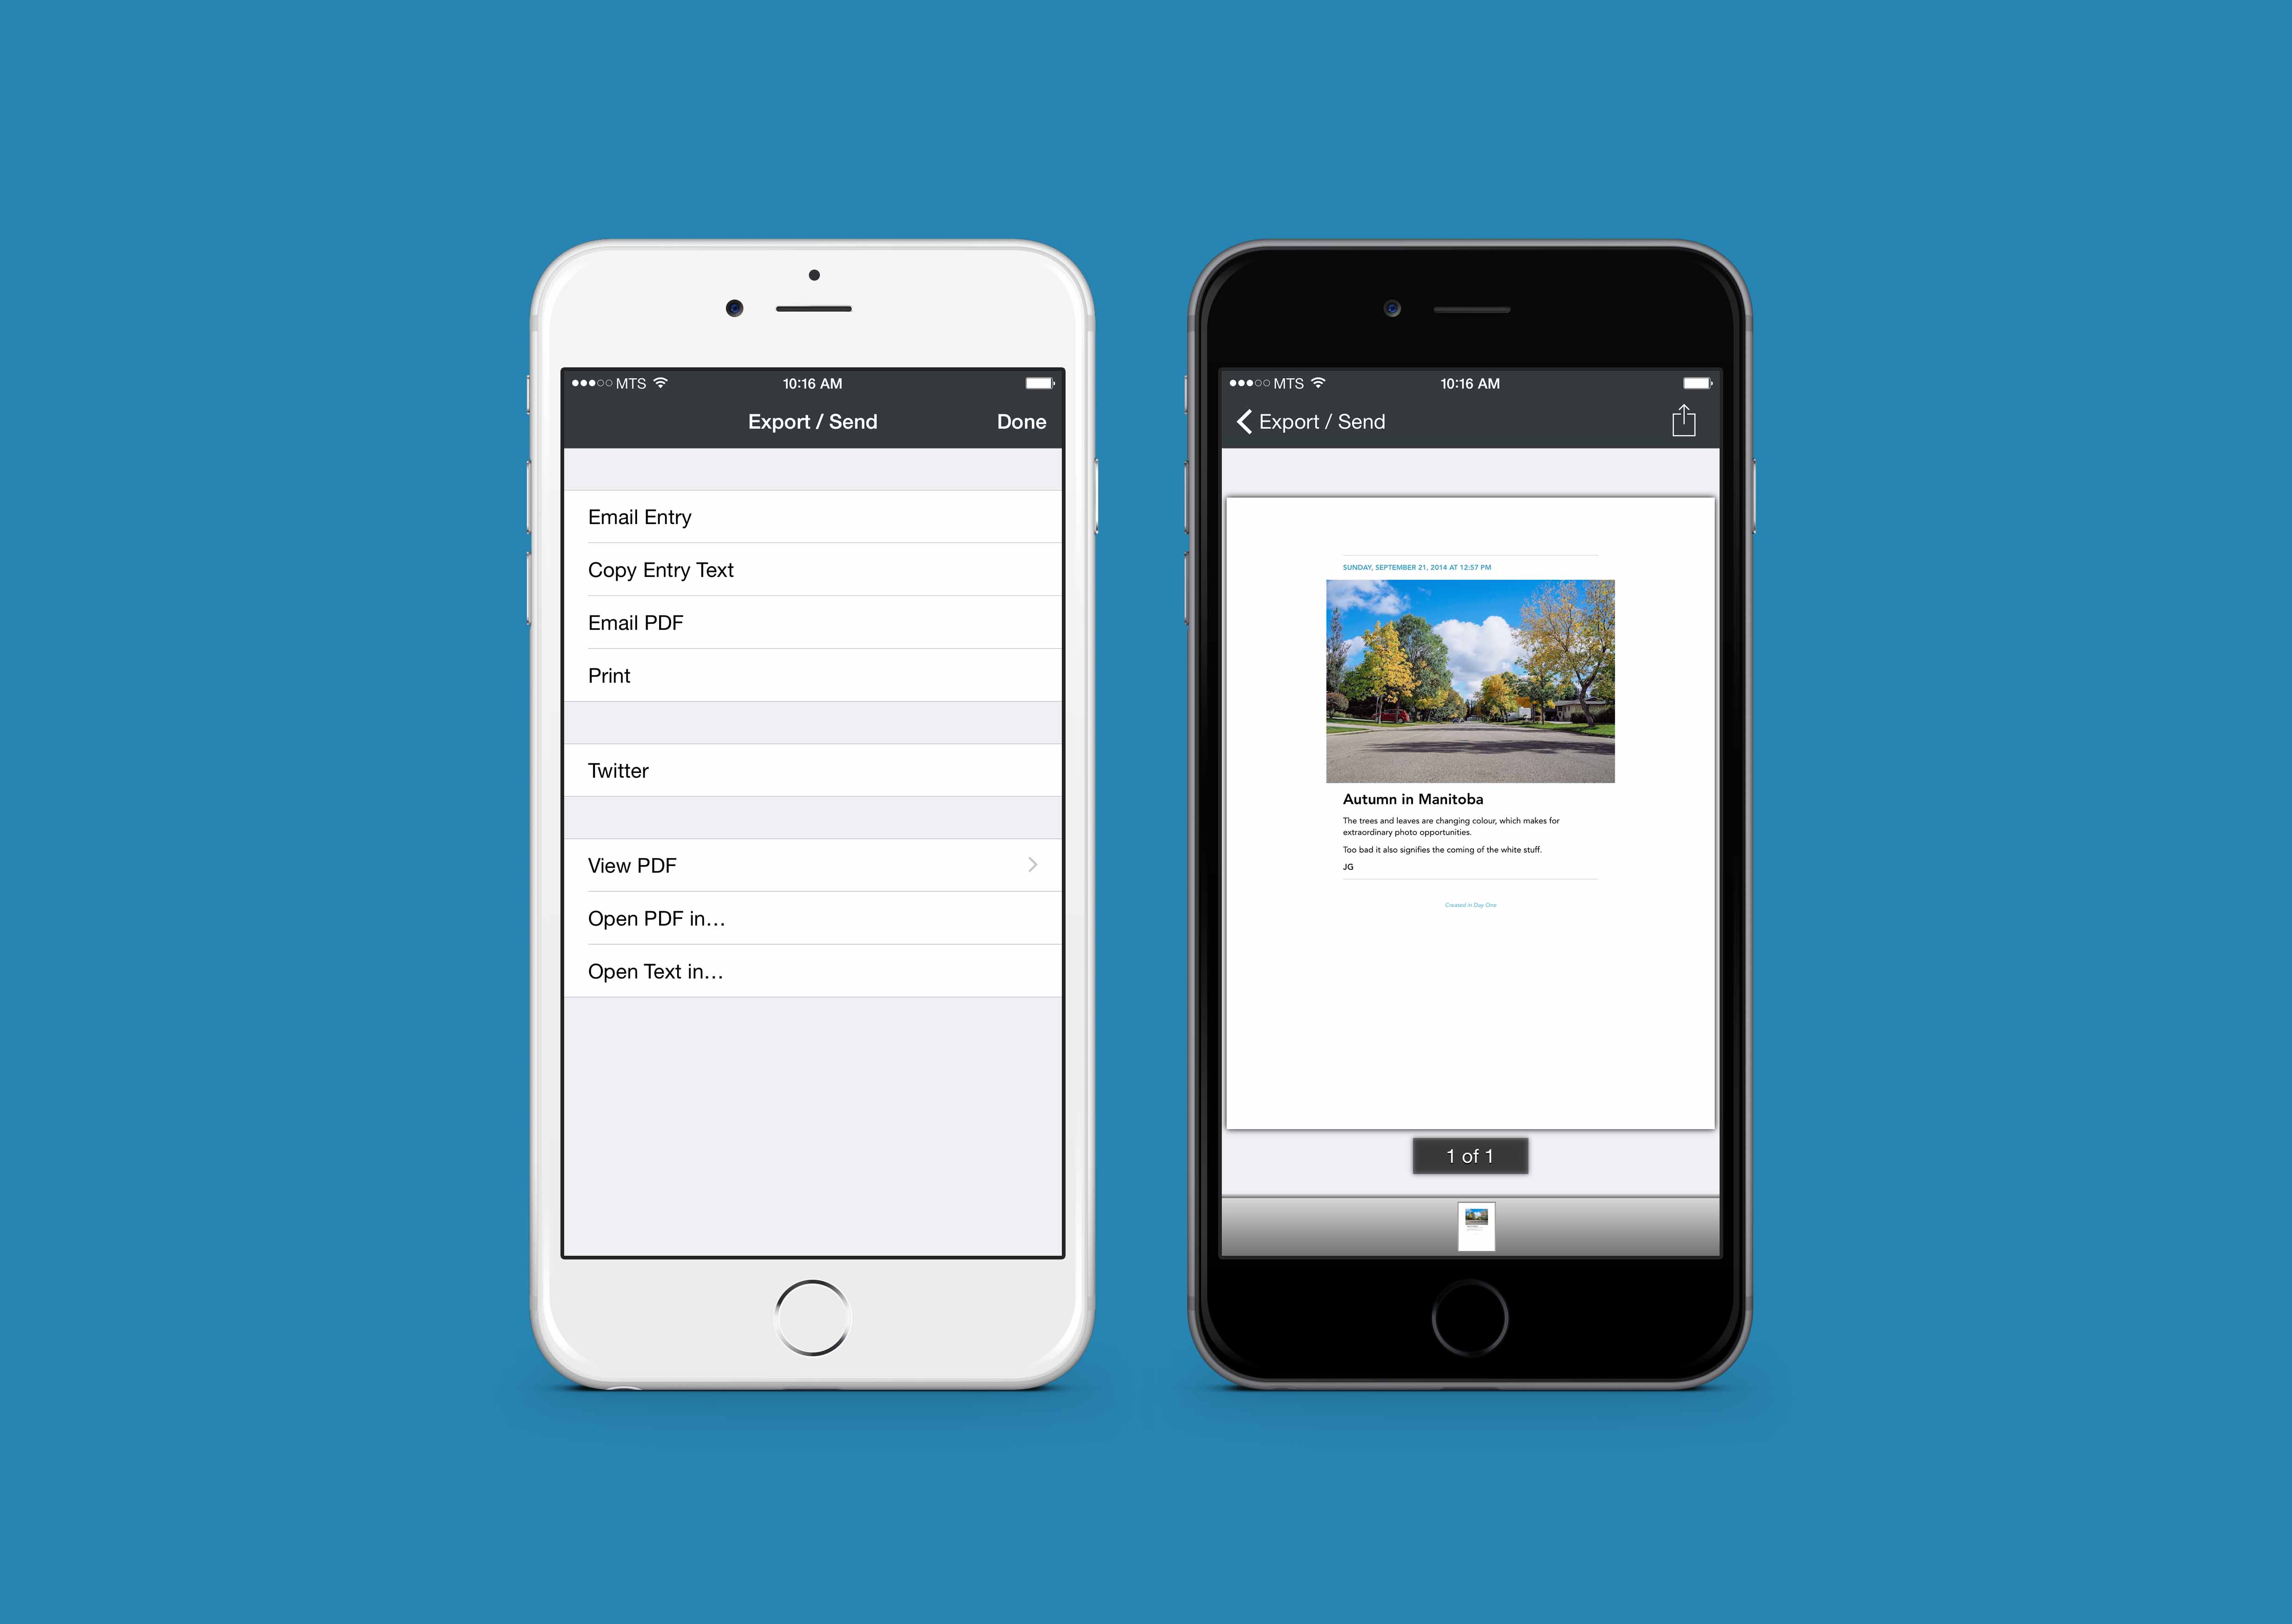 MTS 10:16 AM
Export / Send Done
Email Entry
Copy Entry Text
Email PDF
Print
Twitter
View PDF
Open PDF in…
Open Text in…
MTS 10:16 AM
Export / Send
SUNDAY, SEPTEMBER 21, 2014 AT 12:57 PM
Autumn in Manitoba
The trees and leaves are changing colour, which makes for
extraordinary photo opportunities.
Too bad it also signifies the coming of the white stuff.
JG
Created in Day One
1 of 1